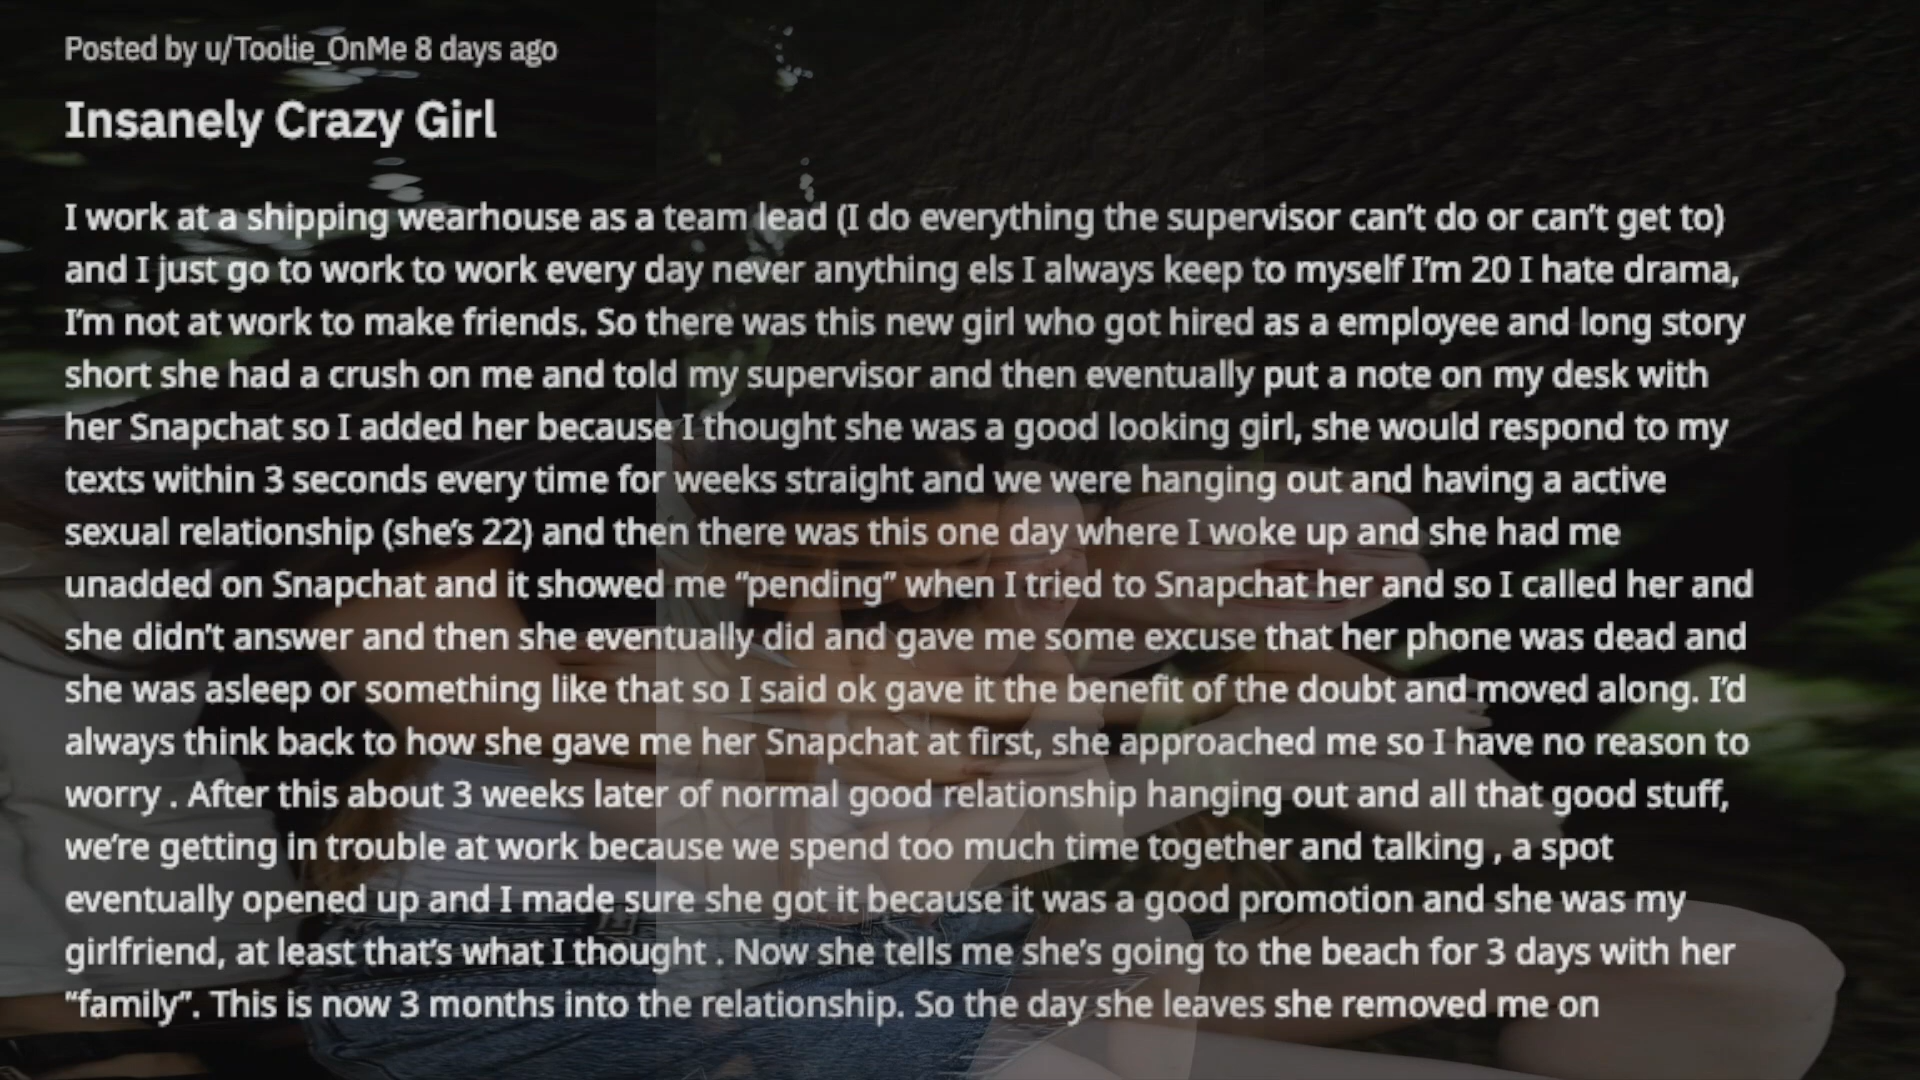 Posted by u/Toolie_OnMe 8 days ago
Insanely Crazy Girl
I work at a shipping wearhouse as a team lead (I do everything the supervisor can't do or can't get to)
and I just go to work to work every day never anything els I always keep to myself I'm 20 I hate drama,
I'm not at work to make friends. So there was this new girl who got hired as a employee and long story
short she had a crush on me and told my supervisor and then eventually put a note on my desk with
her Snapchat so I added her because I thought she was a good looking girl, she would respond to my
texts within 3 seconds every time for weeks straight and we were hanging out and having a active
sexual relationship (she's 22) and then there was this one day where I woke up and she had me
unadded on Snapchat and it showed me "pending" when I tried to Snapchat her and so I called her and
she didn't answer and then she eventually did and gave me some excuse that her phone was dead and
she was asleep or something like that so I said ok gave it the benefit of the doubt and moved along. I'd
always think back to how she gave me her Snapchat at first, she approached me so I have no reason to
worry . After this about 3 weeks later of normal good relationship hanging out and all that good stuff,
we're getting in trouble at work because we spend too much time together and talking , a spot
eventually opened up and I made sure she got it because it was a good promotion and she was my
girlfriend, at least that's what I thought . Now she tells me she's going to the beach for 3 days with her
"family". This is now 3 months into the relationship. So the day she leaves she removed me on